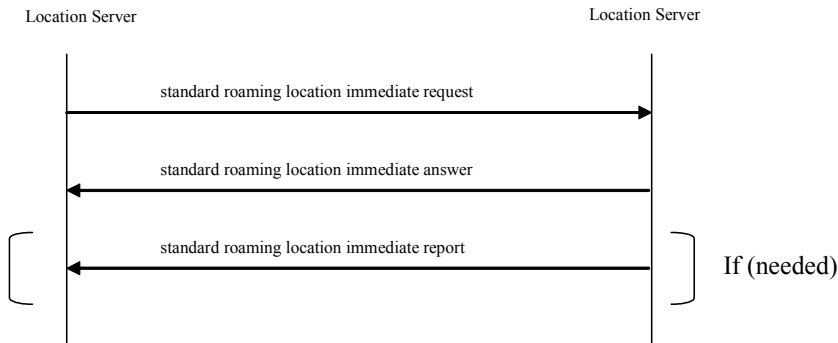 Location Server
Location Server
standard roaming location immediate request
standard roaming location immediate answer
standard roaming location immediate report
If (needed)